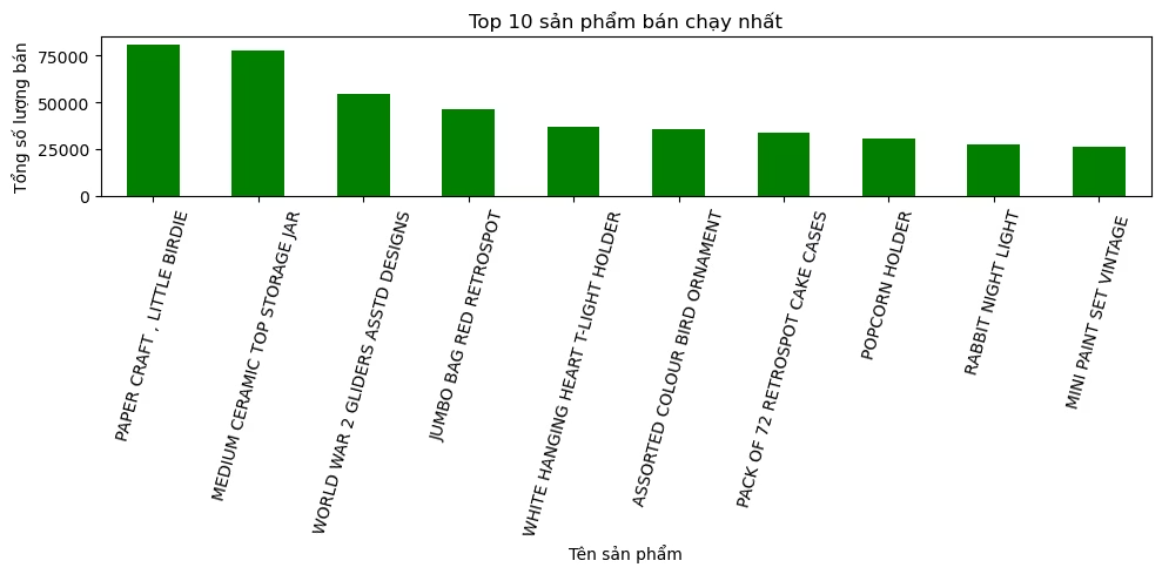 Top 10 sản phẩm bán chạy nhất
Tổng số lượng bán
75000
50000
25000
0
PAPER CRAFT , LITTLE BIRDIE
MEDIUM CERAMIC TOP STORAGE JAR
WORLD WAR 2 GLIDERS ASSTD DESIGNS
JUMBO BAG RED RETROSPOT
WHITE HANGING HEART T-LIGHT HOLDER
ASSORTED COLOUR BIRD ORNAMENT
PACK OF 72 RETROSPOT CAKE CASES
POPCORN HOLDER
RABBIT NIGHT LIGHT
MINI PAINT SET VINTAGE
Tên sản phẩm